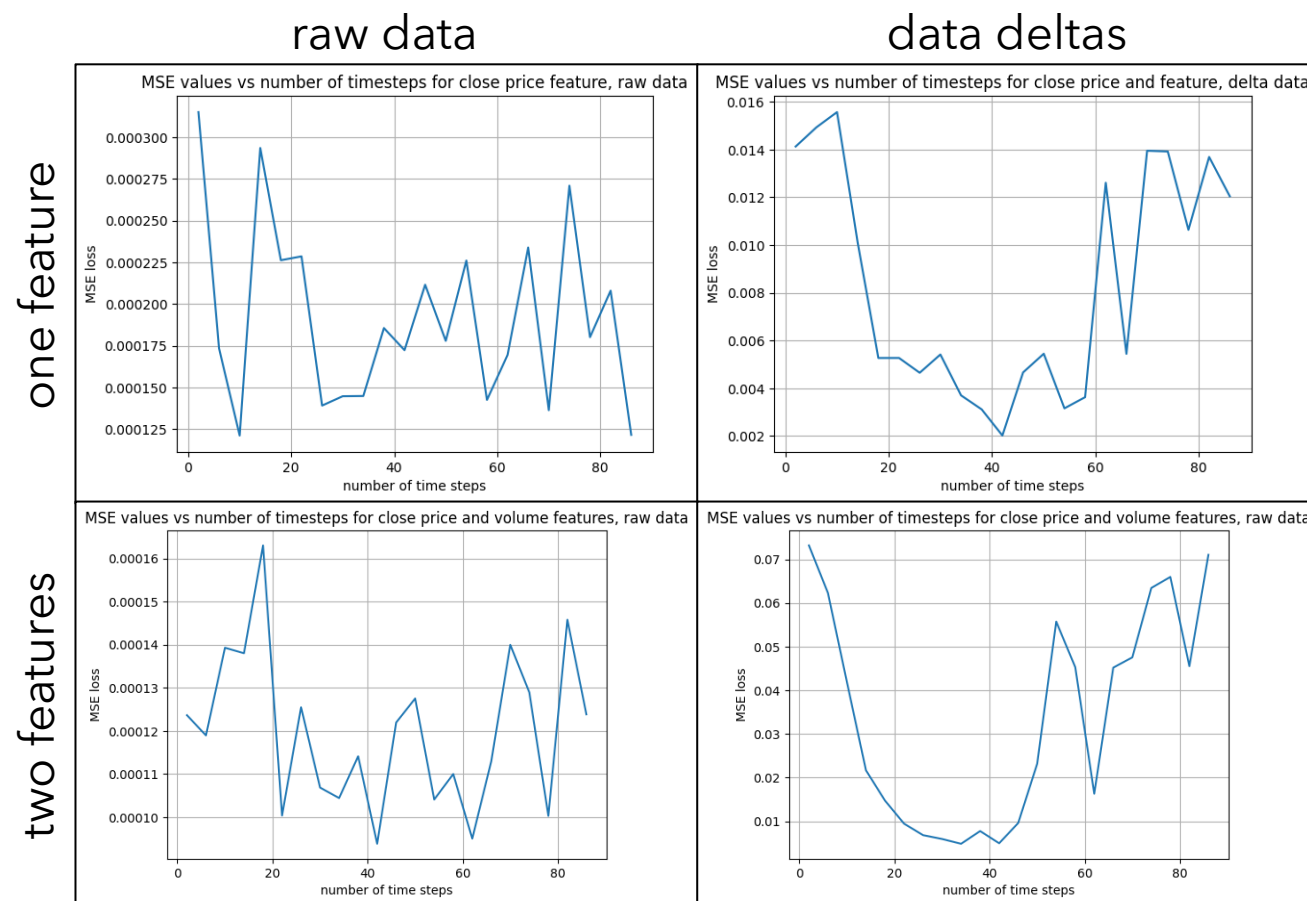 raw data
data deltas
one feature
MSE values vs number of timesteps for close price feature, raw data
0.000300
0.000275
0.000250
0.000225
0.000200
0.000175
0.000150
0.000125
MSE loss
0 20 40 60 80
number of time steps
MSE values vs number of timesteps for close price and feature, delta data
0.016
0.014
0.012
0.010
0.008
0.006
0.004
0.002
MSE loss
0 20 40 60 80
number of time steps
two features
MSE values vs number of timesteps for close price and volume features, raw data
0.00016
0.00015
0.00014
0.00013
0.00012
0.00011
0.00010
MSE loss
0 20 40 60 80
number of time steps
MSE values vs number of timesteps for close price and volume features, raw data
0.07
0.06
0.05
0.04
0.03
0.02
0.01
MSE loss
0 20 40 60 80
number of time steps